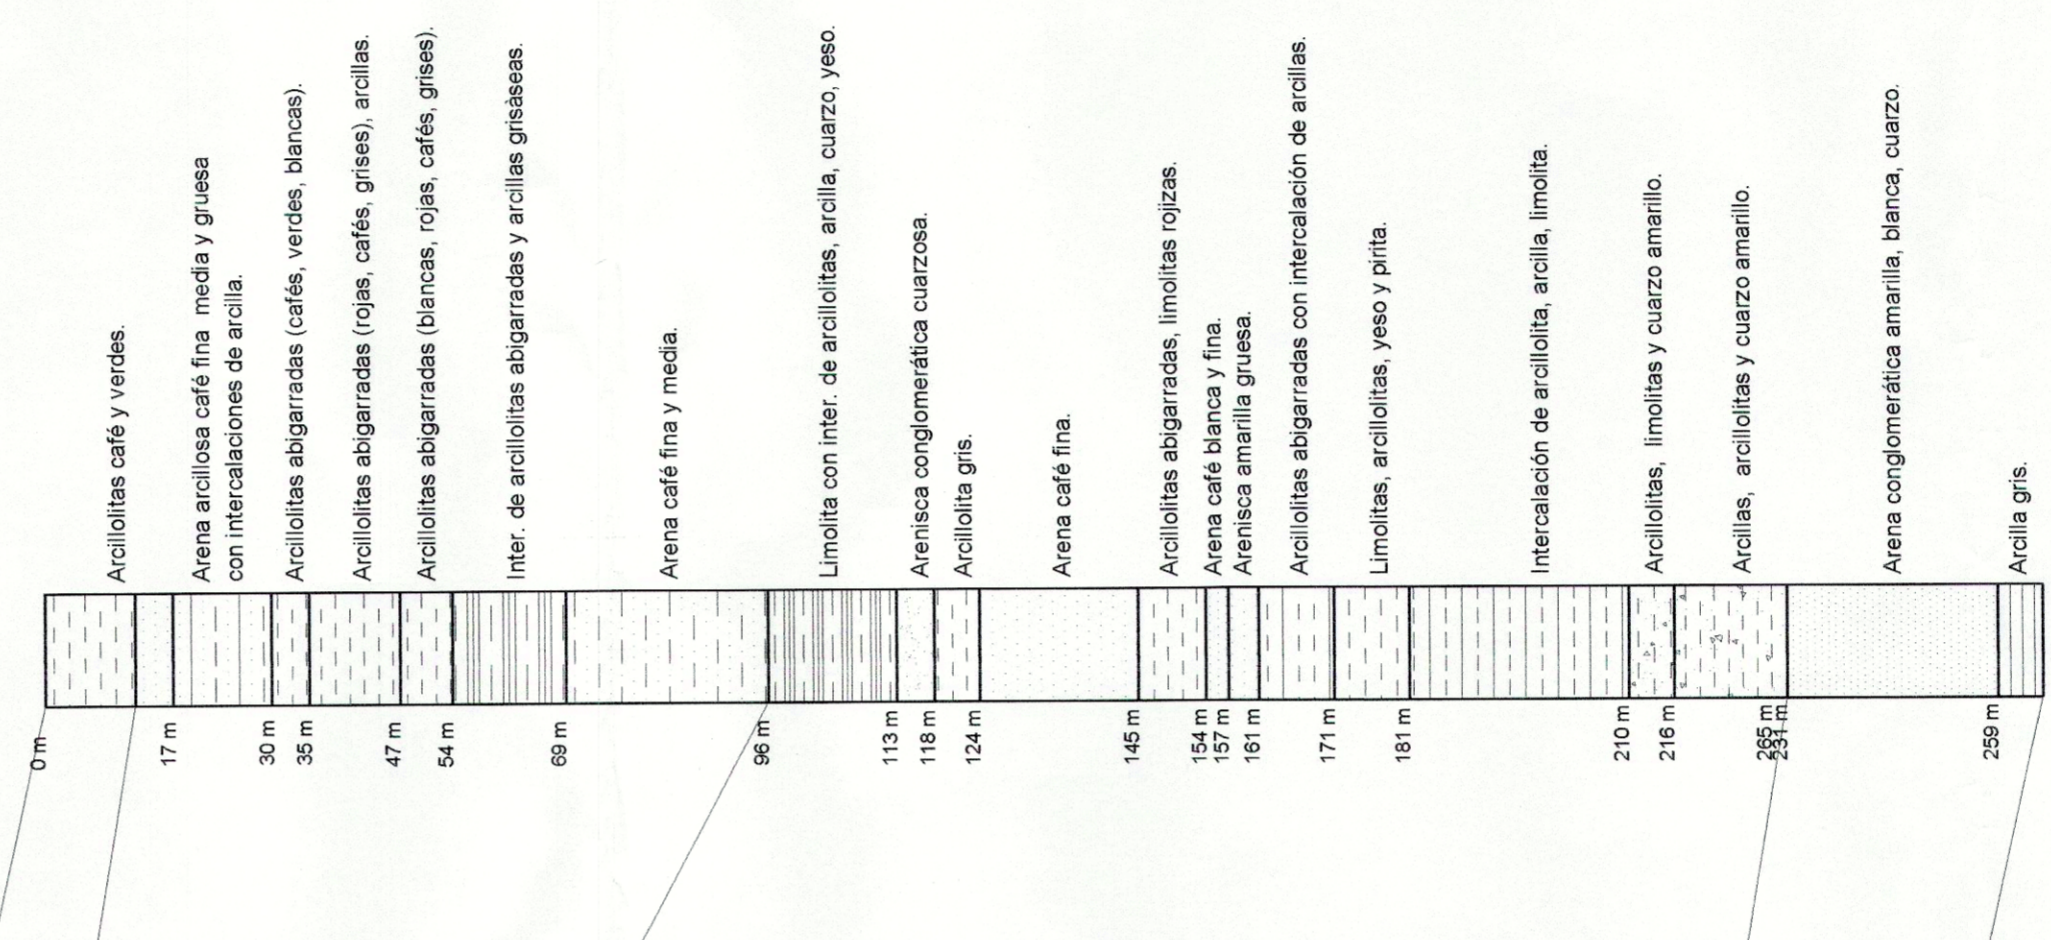 Arcillolitas café y verdes.
Arena arcillosa café fina media y gruesa
con intercalaciones de arcilla.
Arcillolitas abigarradas (cafés, verdes, blancas).
Arcillolitas abigarradas (rojas, cafés, grises), arcillas.
Arcillolitas abigarradas (blancas, rojas, cafés, grises).
Inter. de arcillolitas abigarradas y arcillas grisàseas.
Arena café fina y media.
Limolita con inter. de arcillolitas, arcilla, cuarzo, yeso.
Arenisca conglomerática cuarzosa.
Arcillolita gris.
Arena café fina.
Arcillolitas abigarradas, limolitas rojizas.
Arena café blanca y fina.
Arenisca amarilla gruesa.
Arcillolitas abigarradas con intercalación de arcillas.
Limolitas, arcillolitas, yeso y pirita.
Intercalación de arcillolita, arcilla, limolita.
Arcillolitas, limolitas y cuarzo amarillo.
Arcillas, arcillolitas y cuarzo amarillo.
Arena conglomerática amarilla, blanca, cuarzo.
Arcilla gris.
0 m
17 m
30 m
35 m
47 m
54 m
69 m
96 m
113 m
118 m
124 m
145 m
154 m
157 m
161 m
171 m
181 m
210 m
216 m
265 m
231 m
259 m